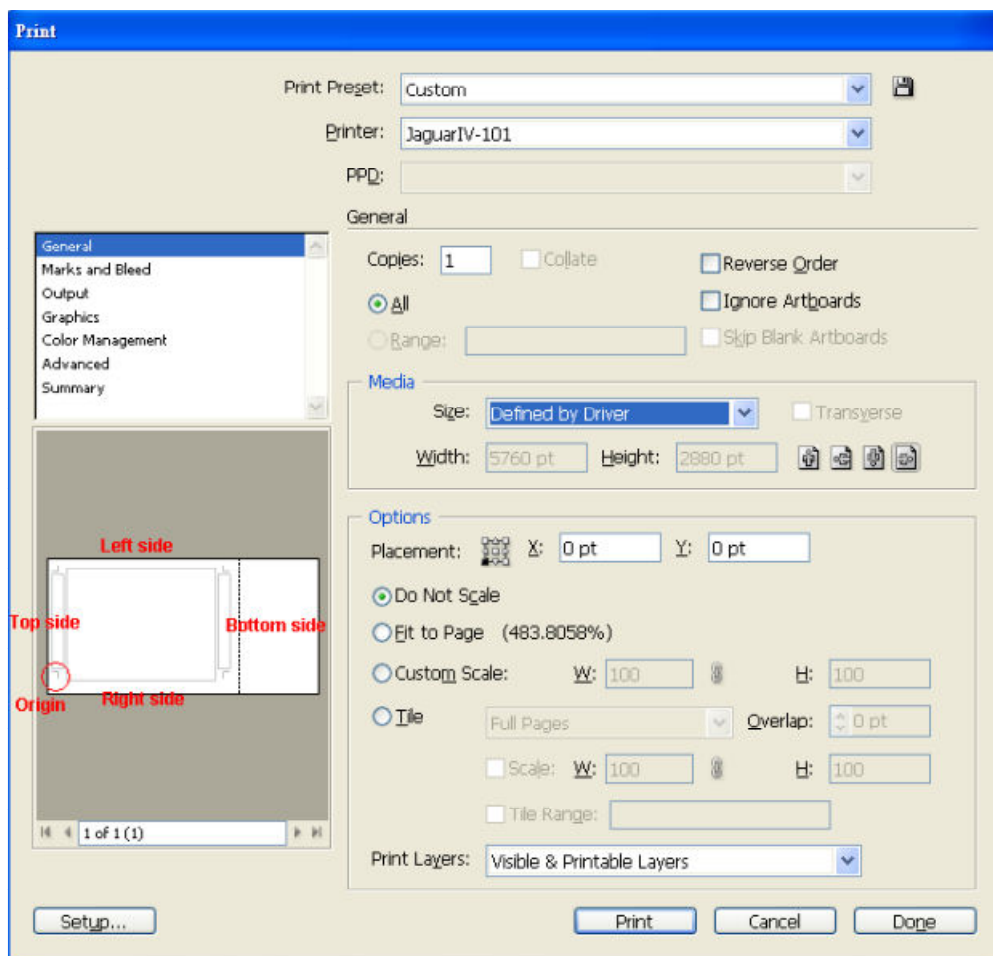 Print
Print Preset: Custom
Printer: JaguarIV-101
PPD:
General
General
Marks and Bleed
Output
Graphics
Color Management
Advanced
Summary
Copies: 1 Collate Reverse Order
All Ignore Artboards
Range: Skip Blank Artboards
Media
Size: Defined by Driver Transverse
Width: 5760 pt Height: 2880 pt
Options
Placement: X: 0 pt Y: 0 pt
Do Not Scale
Fit to Page (483.8058%)
Custom Scale: W: 100 H: 100
Tile Full Pages Overlap: 0 pt
Scale: W: 100 H: 100
Tile Range:
Print Layers: Visible & Printable Layers
Left side
Top side
Bottom side
Origin
Right side
1 of 1 (1)
Setup... Print Cancel Done